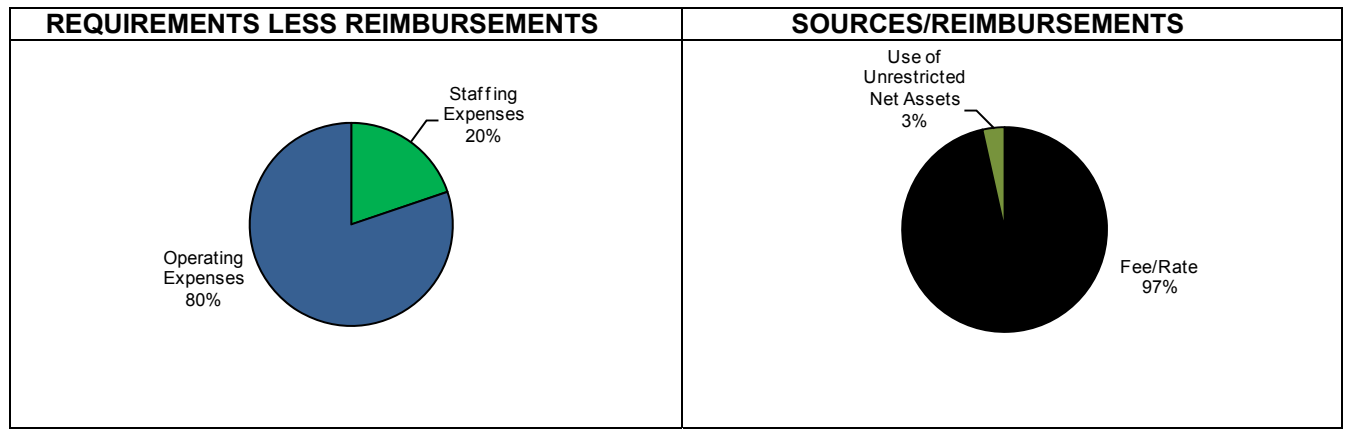 REQUIREMENTS LESS REIMBURSEMENTS
Staffing
Expenses
20%
Operating
Expenses
80%
SOURCES/REIMBURSEMENTS
Use of
Unrestricted
Net Assets
3%
Fee/Rate
97%